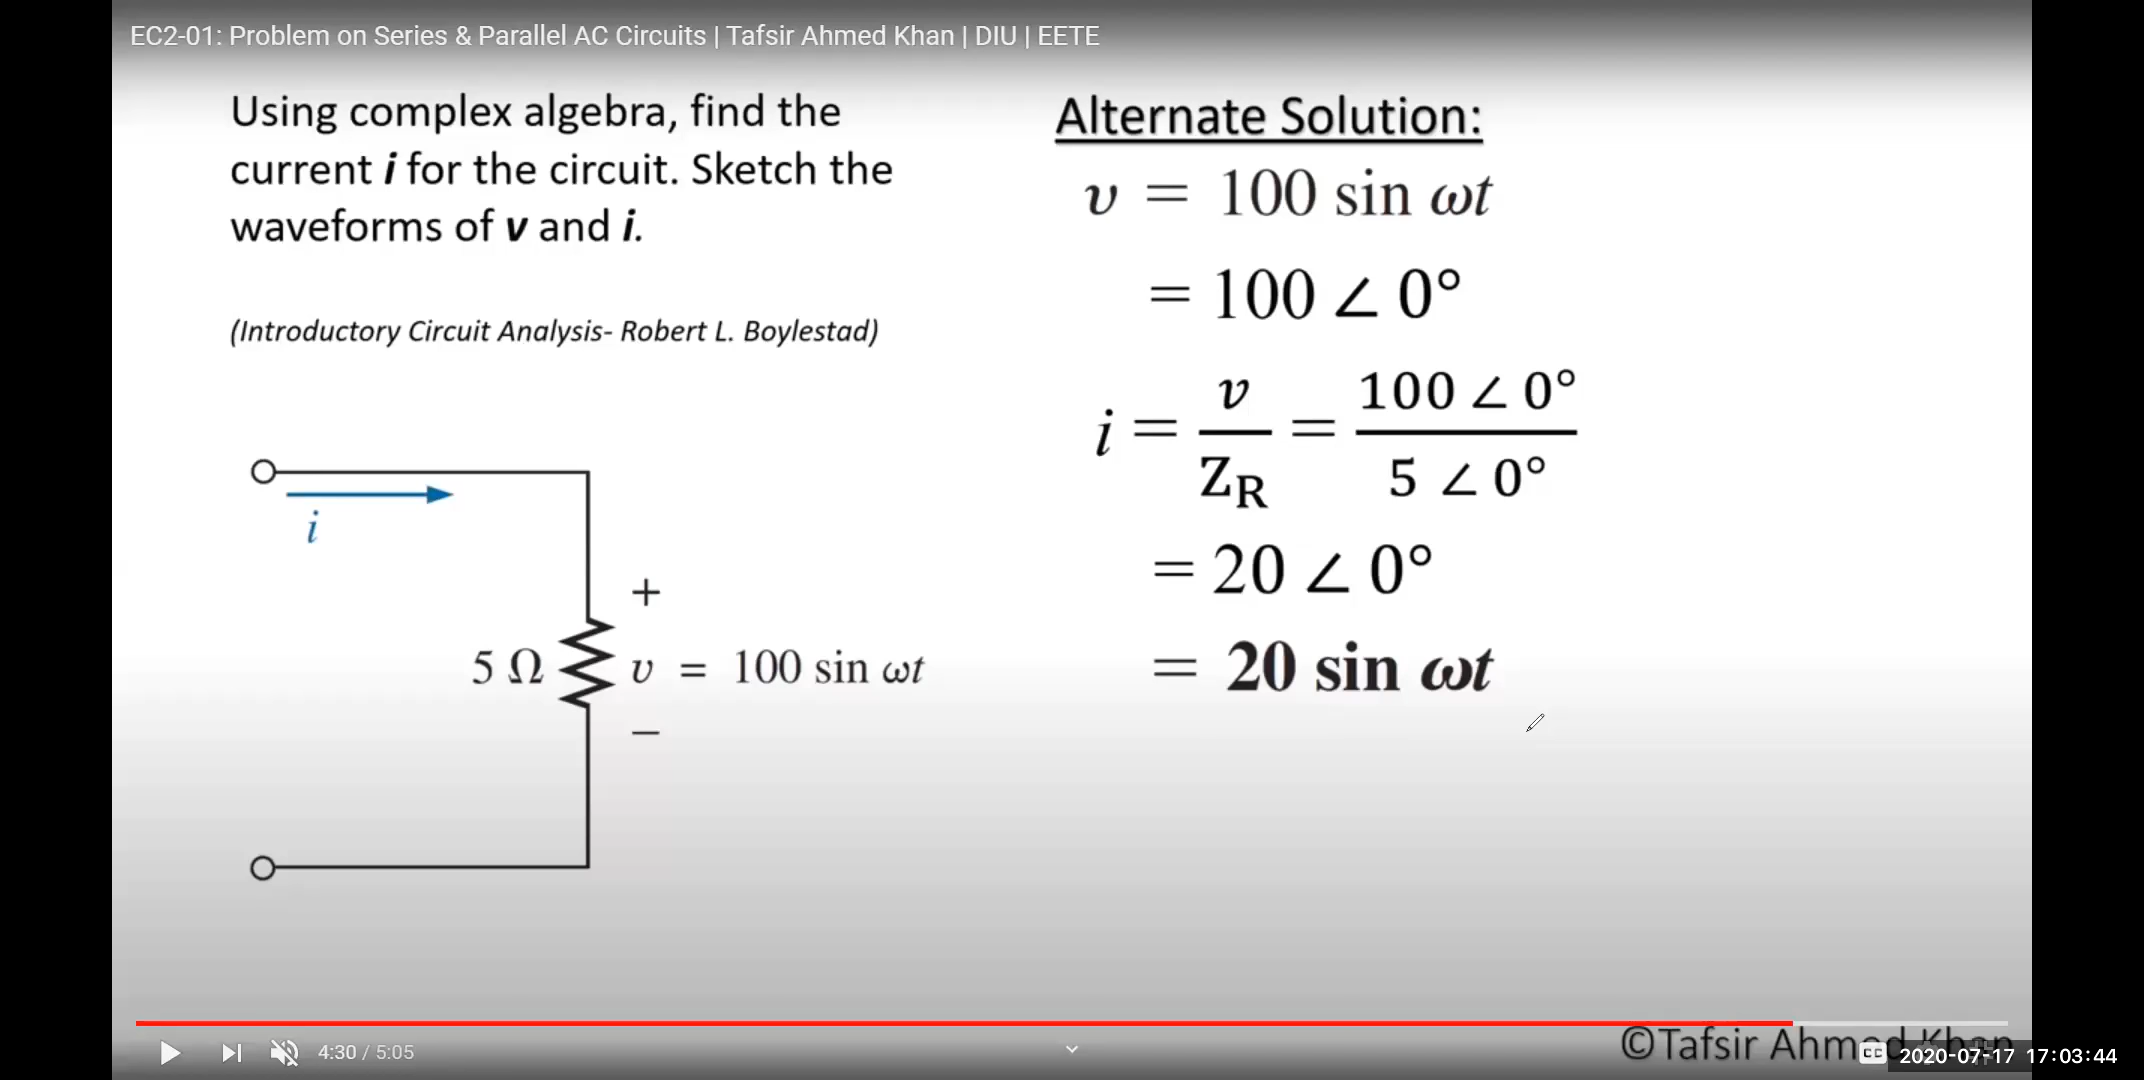 EC2-01: Problem on Series & Parallel AC Circuits | Tafsir Ahmed Khan | DIU | EETE
Using complex algebra, find the
current i for the circuit. Sketch the
waveforms of v and i.
(Introductory Circuit Analysis- Robert L. Boylestad)
i
+
5 Ω
υ = 100 sin ωt
−
Alternate Solution:
υ = 100 sin ωt
= 100 ∠ 0°
i = v / Z_R = 100 ∠ 0° / 5 ∠ 0°
= 20 ∠ 0°
= 20 sin ωt
4:30 / 5:05
©Tafsir Ahmed Khan
CC
2020-07-17 17:03:44